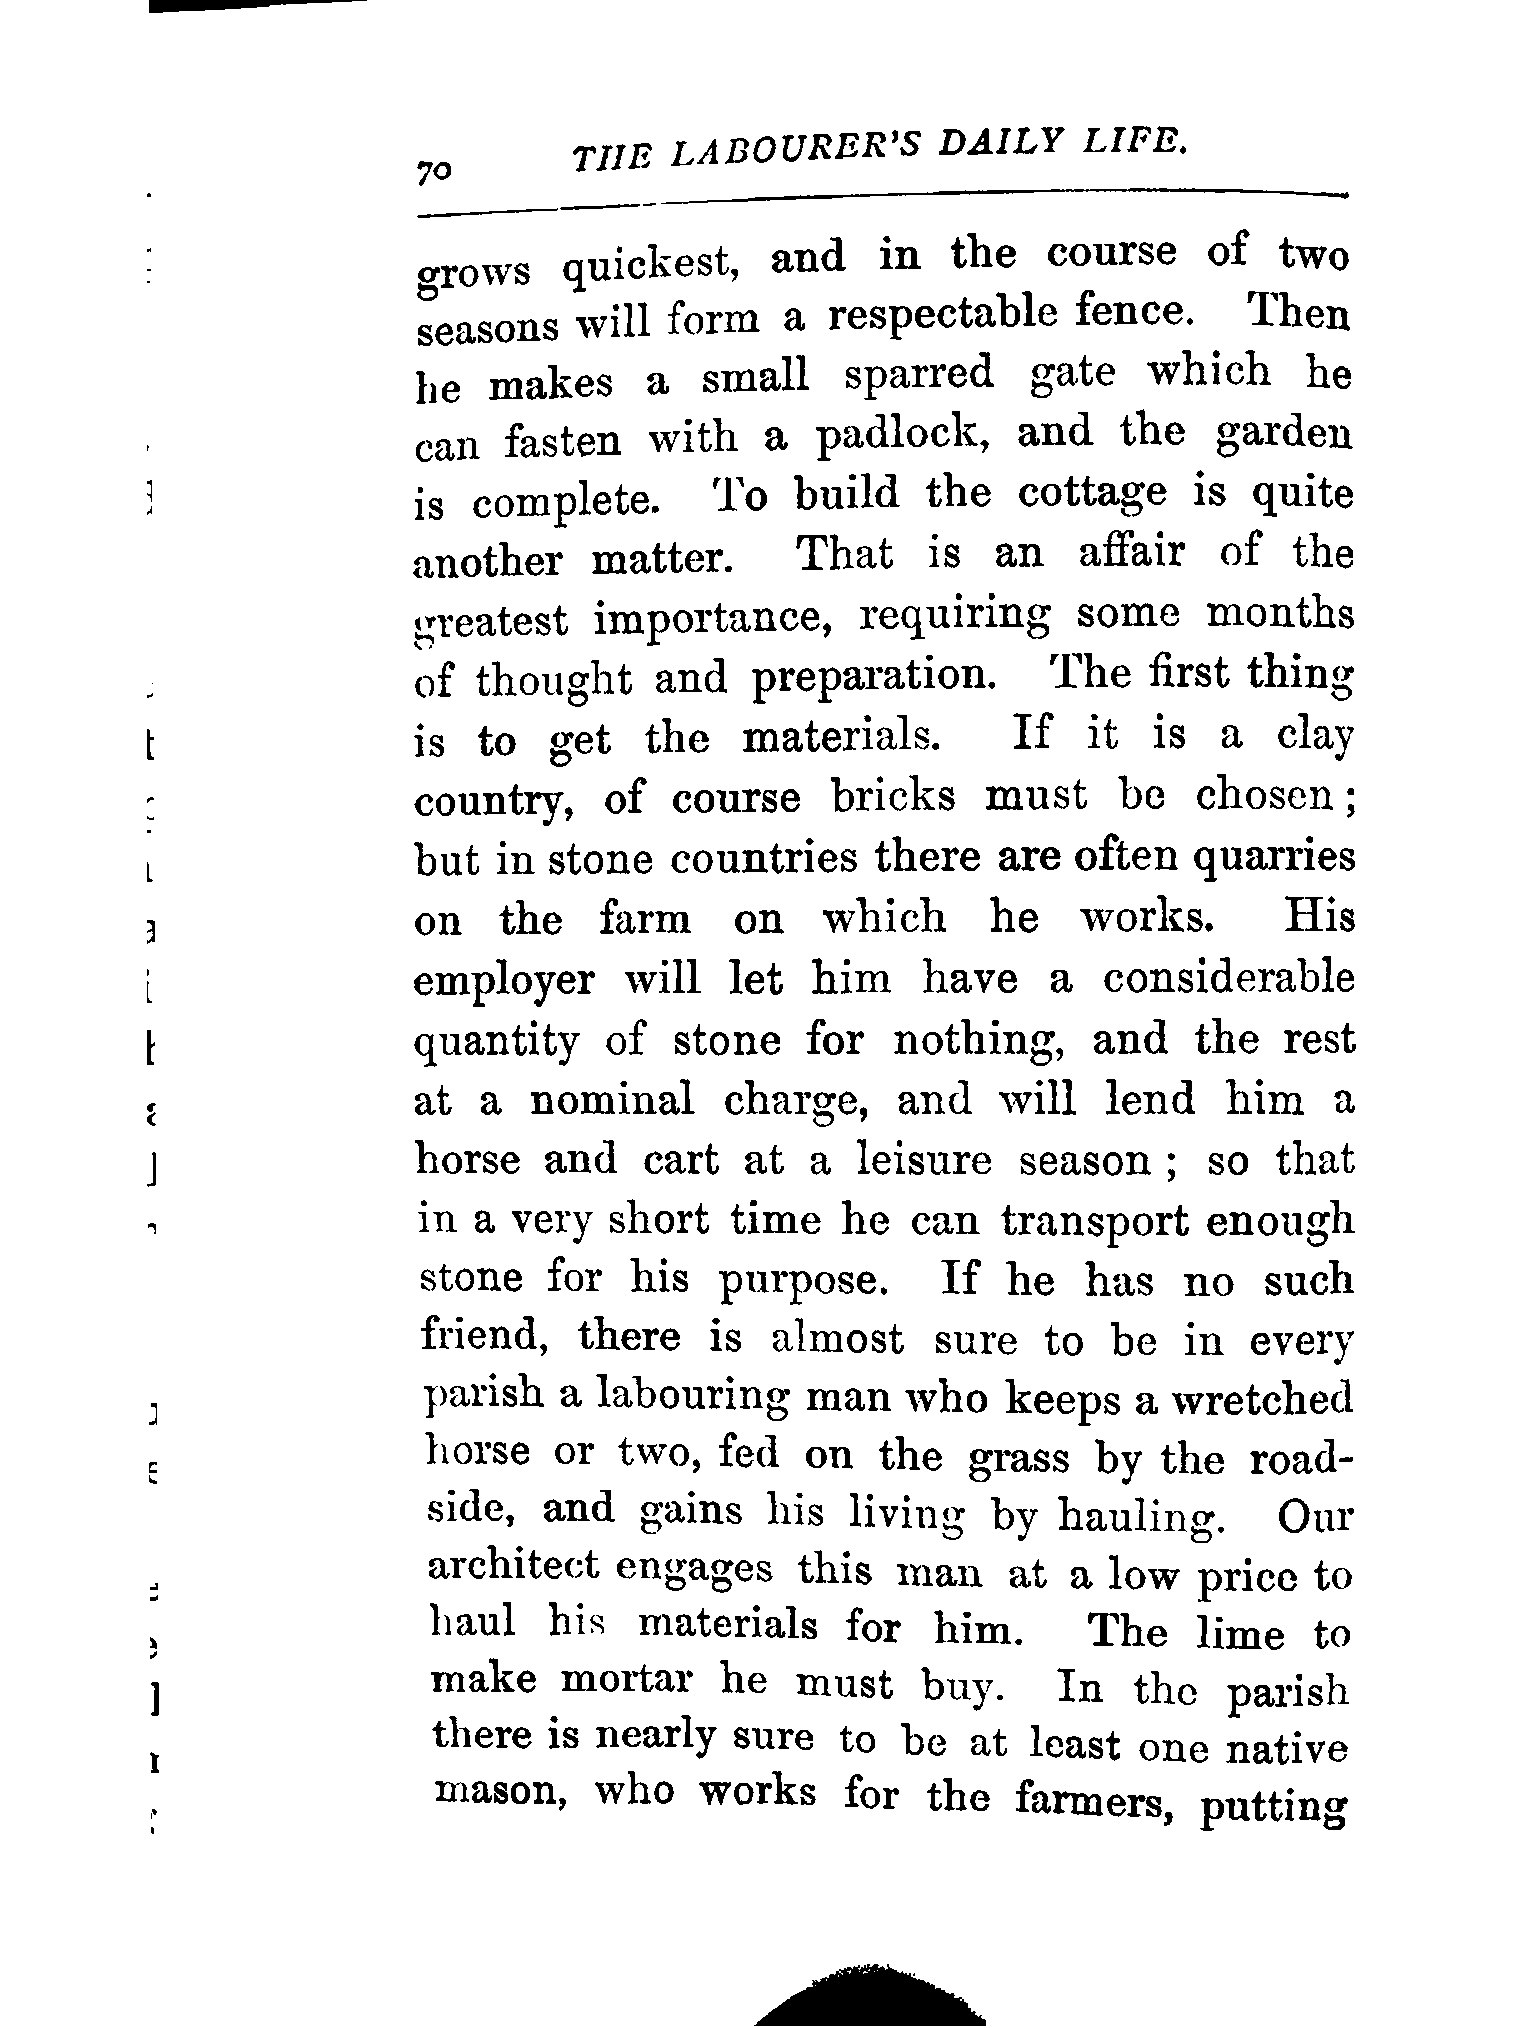 70 THE LABOURER'S DAILY LIFE.
grows quickest, and in the course of two
seasons will form a respectable fence. Then
he makes a small sparred gate which he
can fasten with a padlock, and the garden
is complete. To build the cottage is quite
another matter. That is an affair of the
greatest importance, requiring some months
of thought and preparation. The first thing
is to get the materials. If it is a clay
country, of course bricks must be chosen;
but in stone countries there are often quarries
on the farm on which he works. His
employer will let him have a considerable
quantity of stone for nothing, and the rest
at a nominal charge, and will lend him a
horse and cart at a leisure season; so that
in a very short time he can transport enough
stone for his purpose. If he has no such
friend, there is almost sure to be in every
parish a labouring man who keeps a wretched
horse or two, fed on the grass by the road-
side, and gains his living by hauling. Our
architect engages this man at a low price to
haul his materials for him. The lime to
make mortar he must buy. In the parish
there is nearly sure to be at least one native
mason, who works for the farmers, putting